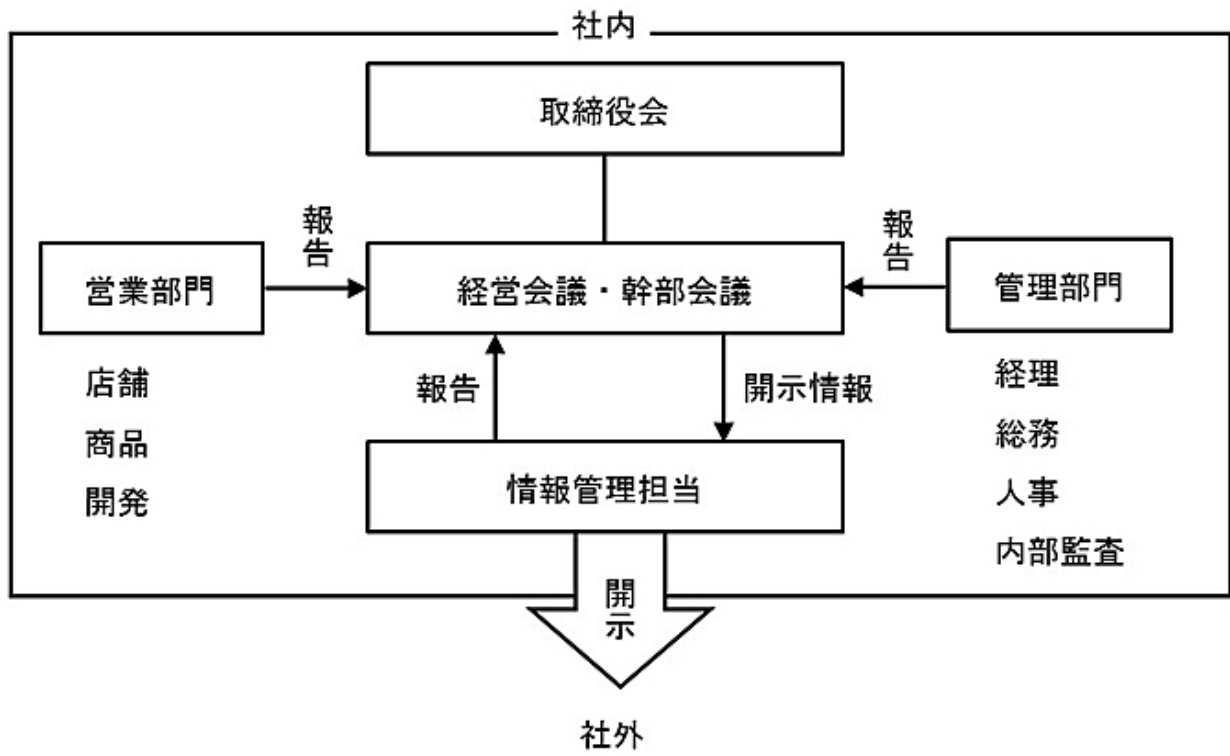 社内
取締役会
報告
報告
営業部門
経営会議・幹部会議
管理部門
店舗
商品
開発
報告
開示情報
経理
総務
人事
内部監査
情報管理担当
開示
社外